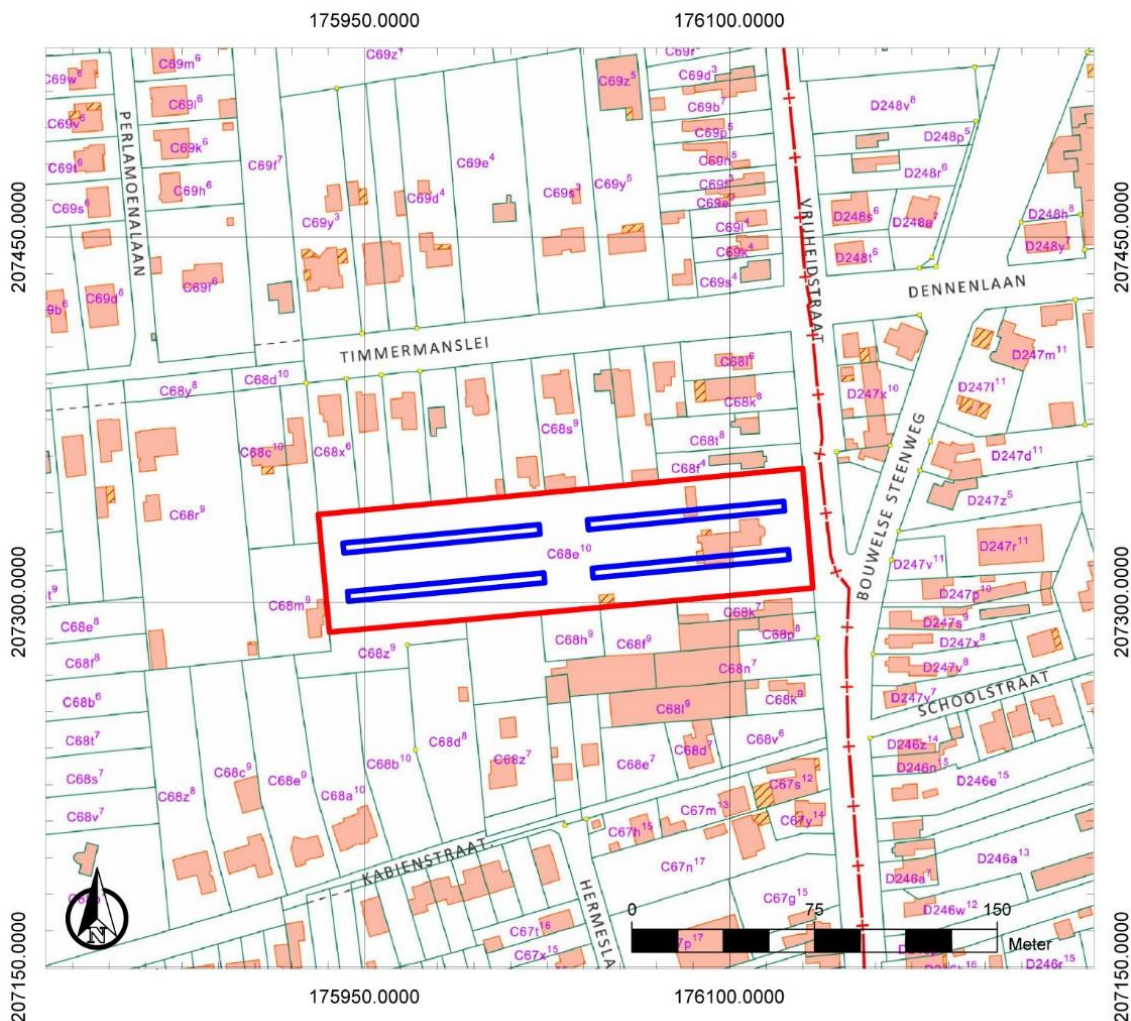 175950.0000 176100.0000
C69z⁴ C69r
C69w⁶ C69m⁶ C69z⁵ C69d³ D248v⁸
C69l⁶ C69b⁷
C69v⁶ C69p⁵ D248p⁵
C69k⁶ C69f⁷ C69e⁴ C69n⁵ D248r⁶
C69t⁶ C69h⁶ C69d⁴ C69s³ C69y⁵
C69s⁶ C69y³ C69l⁴ D248s⁶ D248h⁸
C69k⁴ D248t⁶ D248y⁷
PERLAMOENALAAN
VRIJHEIDSTRAAT
207450.0000 207450.0000
C69d⁶ C69f⁶ C69s⁴
DENNENLAAN
TIMMERMANSLEI
C68y⁸ C68d¹⁰ C68l⁶ D247m¹¹
C68k⁸ D247x¹⁰ D247l¹¹
C68c¹⁰ C68x⁶ C68s⁹ C68t⁸
C68f⁴ D247d¹¹
C68r⁹ D247z⁵
BOUWELSE STEENWEG
C68e¹⁰ D247r¹¹
D247v¹¹
207300.0000 207300.0000
C68m⁹ D247p¹⁰
C68e⁸ C68k⁷ D247s⁹
C68z⁹ C68h⁹ C68f⁹ C68p⁸ D247x⁸
C68f⁸ C68n⁷ D247v⁸
C68b⁶ C68l⁹ C68k⁹ D247y⁷
SCHOOLSTRAAT
C68t⁷ C68d⁸ C68z⁷ C68d⁷ C68v⁶ D246z¹⁴
C68s⁷ C68c⁹ C68e⁹ C68b¹⁰ C68e⁷ D246n¹⁵
C68v⁷ C68z⁸ C68a¹⁰ C67s¹² D246e¹⁵
C67m¹³ C67y¹⁴
C67h¹⁵
KABIENSTRAAT.
C67n¹⁷ D246a¹³
HERMESLA
D246a⁷
C67g¹⁵ D246w¹²
N
C67t¹⁶ 0 75 150
C67x¹⁵ 7p¹⁷ Meter
207150.0000 207150.0000
175950.0000 176100.0000